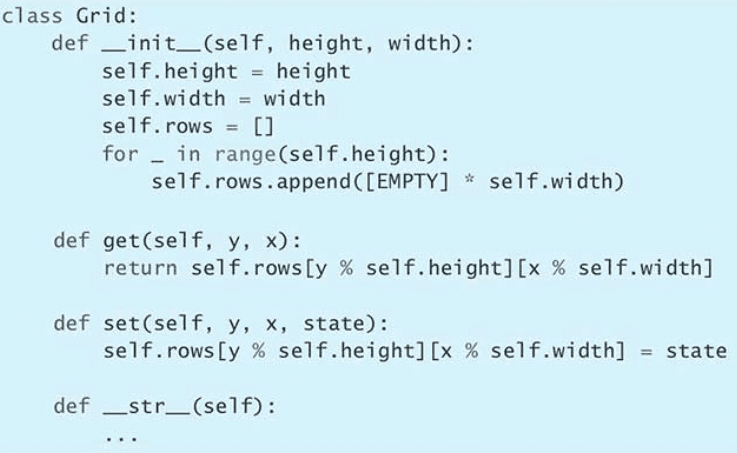 class Grid:
    def __init__(self, height, width):
        self.height = height
        self.width = width
        self.rows = []
        for _ in range(self.height):
            self.rows.append([EMPTY] * self.width)

    def get(self, y, x):
        return self.rows[y % self.height][x % self.width]

    def set(self, y, x, state):
        self.rows[y % self.height][x % self.width] = state

    def __str__(self):
        ...